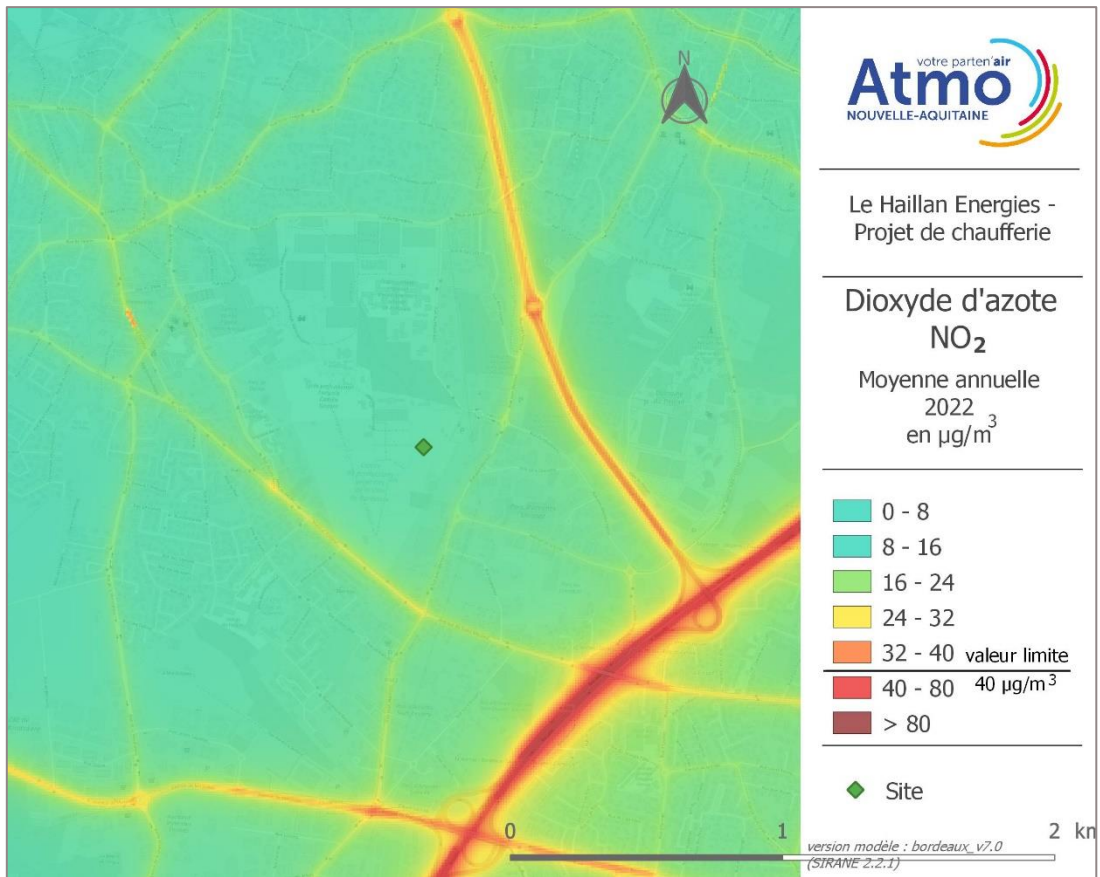 N
votre parten'air
Atmo
NOUVELLE-AQUITAINE
Le Haillan Energies -
Projet de chaufferie
Dioxyde d'azote
NO₂
Moyenne annuelle
2022
en µg/m³
0 - 8
8 - 16
16 - 24
24 - 32
32 - 40 valeur limite
40 - 80 40 µg/m³
> 80
Site
0 1 2 km
version modèle : bordeaux_v7.0
(SIRANE 2.2.1)